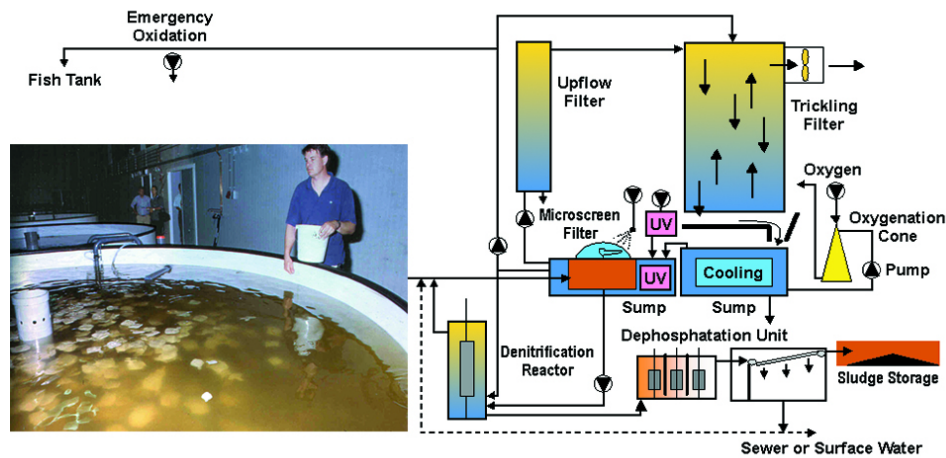 Emergency
Oxidation
Fish Tank
Upflow
Filter
Trickling
Filter
Oxygen
Microscreen
Filter
UV
Oxygenation
Cone
UV
Cooling
Pump
Sump
Sump
Dephosphatation Unit
Denitrification
Reactor
Sludge Storage
Sewer or Surface Water